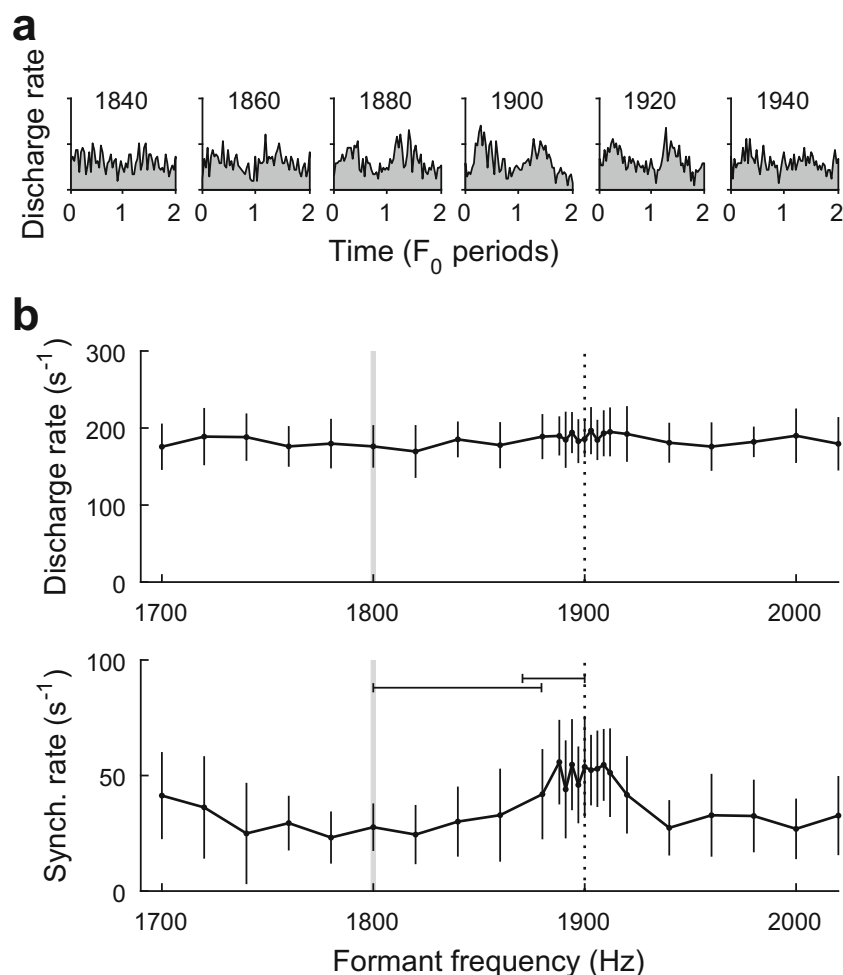 a
Discharge rate
1840 1860 1880 1900 1920 1940
0 1 2 0 1 2 0 1 2 0 1 2 0 1 2 0 1 2
Time (F0 periods)
b
Discharge rate (s-1)
300
200
100
0
1700 1800 1900 2000
Synch. rate (s-1)
100
50
0
1700 1800 1900 2000
Formant frequency (Hz)